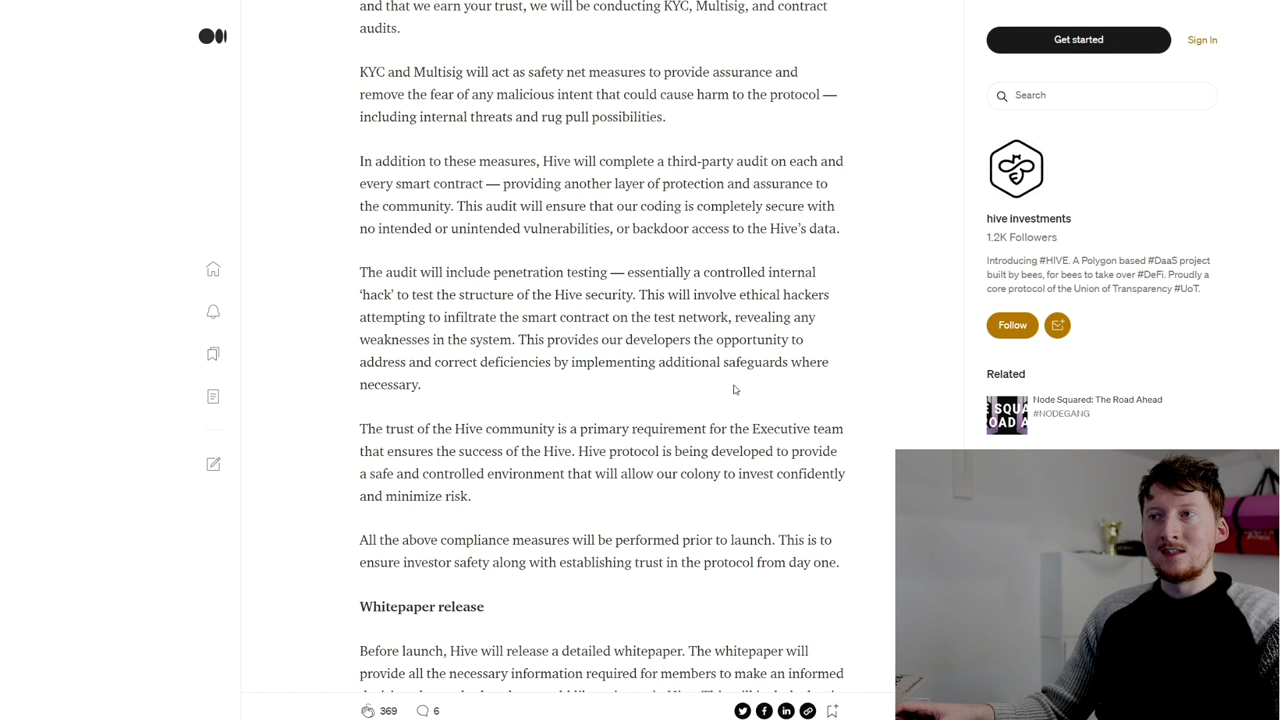 and that we earn your trust, we will be conducting KYC, Multisig, and contract
audits.
KYC and Multisig will act as safety net measures to provide assurance and
remove the fear of any malicious intent that could cause harm to the protocol —
including internal threats and rug pull possibilities.
In addition to these measures, Hive will complete a third-party audit on each and
every smart contract — providing another layer of protection and assurance to
the community. This audit will ensure that our coding is completely secure with
no intended or unintended vulnerabilities, or backdoor access to the Hive’s data.
The audit will include penetration testing — essentially a controlled internal
‘hack’ to test the structure of the Hive security. This will involve ethical hackers
attempting to infiltrate the smart contract on the test network, revealing any
weaknesses in the system. This provides our developers the opportunity to
address and correct deficiencies by implementing additional safeguards where
necessary.
The trust of the Hive community is a primary requirement for the Executive team
that ensures the success of the Hive. Hive protocol is being developed to provide
a safe and controlled environment that will allow our colony to invest confidently
and minimize risk.
All the above compliance measures will be performed prior to launch. This is to
ensure investor safety along with establishing trust in the protocol from day one.
Whitepaper release
Before launch, Hive will release a detailed whitepaper. The whitepaper will
provide all the necessary information required for members to make an informed
369
6
Get started
Sign In
Search
hive investments
1.2K Followers
Introducing #HIVE. A Polygon based #DaaS project
built by bees, for bees to take over #DeFi. Proudly a
core protocol of the Union of Transparency #UoT.
Follow
Related
Node Squared: The Road Ahead
#NODEGANG